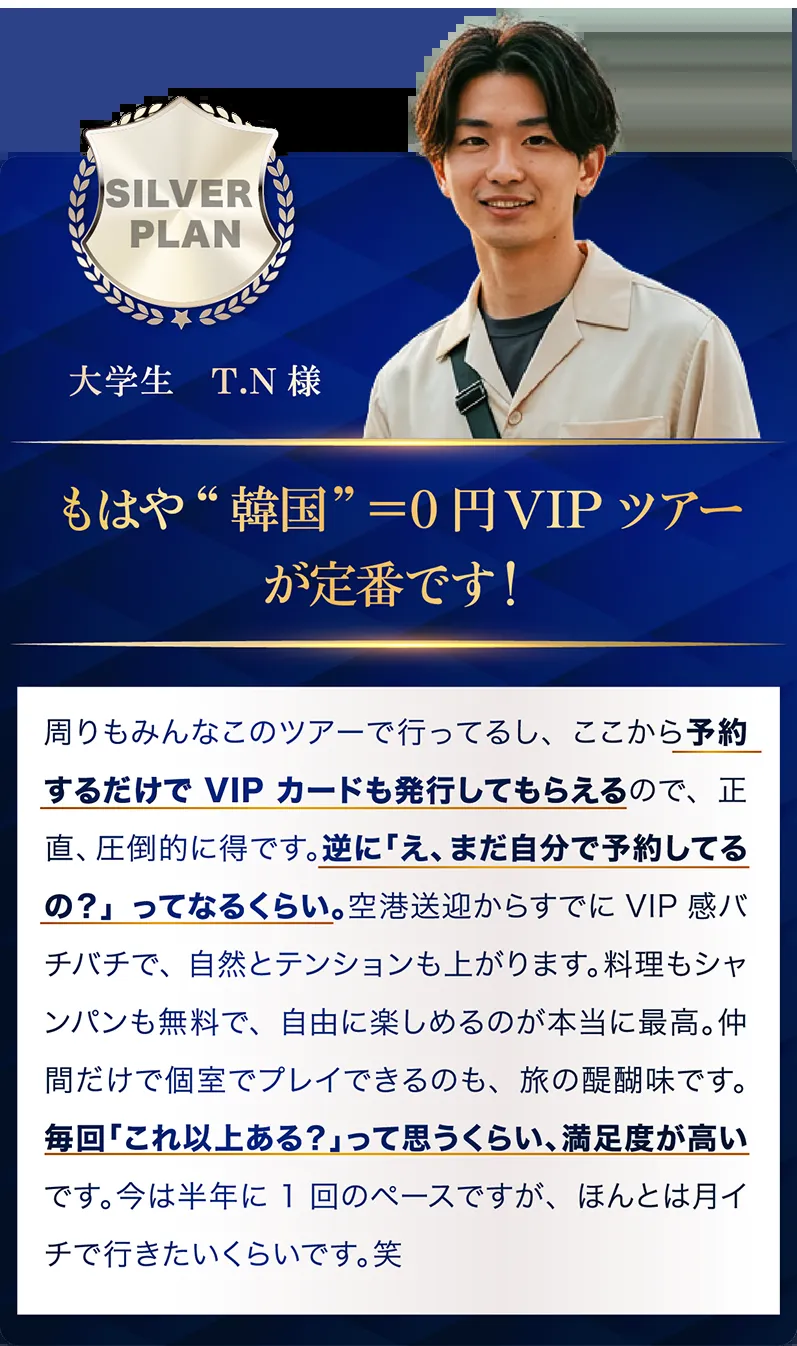 SILVER
PLAN
大学生　T.N 様
もはや“韓国”＝0円VIPツアー
が定番です！
周りもみんなこのツアーで行ってるし、ここから予約
するだけで VIP カードも発行してもらえるので、正
直、圧倒的に得です。逆に「え、まだ自分で予約してる
の？」ってなるくらい。空港送迎からすでに VIP 感バ
チバチで、自然とテンションも上がります。料理もシャ
ンパンも無料で、自由に楽しめるのが本当に最高。仲
間だけで個室でプレイできるのも、旅の醍醐味です。
毎回「これ以上ある？」って思うくらい、満足度が高い
です。今は半年に 1 回のペースですが、ほんとは月イ
チで行きたいくらいです。笑